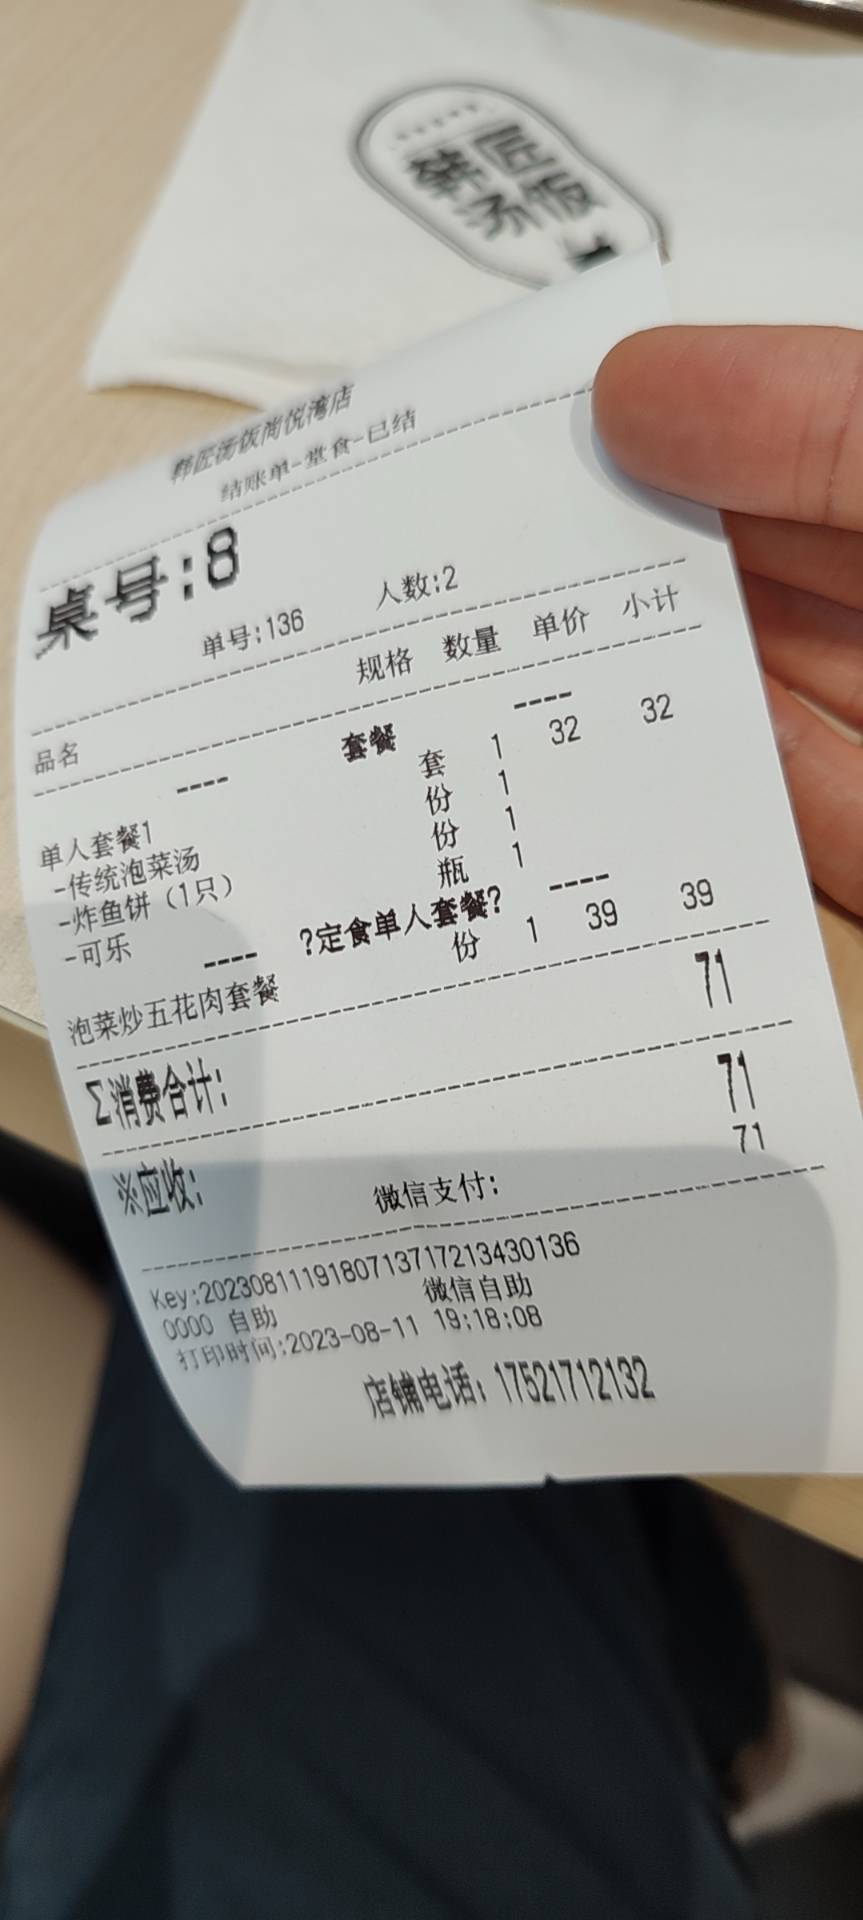 韩匠
汤饭
韩匠汤饭尚悦湾店
结账单-堂食-已结
桌号:8
单号:136 人数:2
品名 规格 数量 单价 小计
---- 套餐 ----
单人套餐1 套 1 32 32
-传统泡菜汤 份 1
-炸鱼饼（1只） 份 1
-可乐 瓶 1
---- ?定食单人套餐? ----
泡菜炒五花肉套餐 份 1 39 39
Σ消费合计: 71
※应收: 71
微信支付: 71
Key:2023081119180713717213430136
0000 自助 微信自助
打印时间:2023-08-11 19:18:08
店铺电话: 17521712132